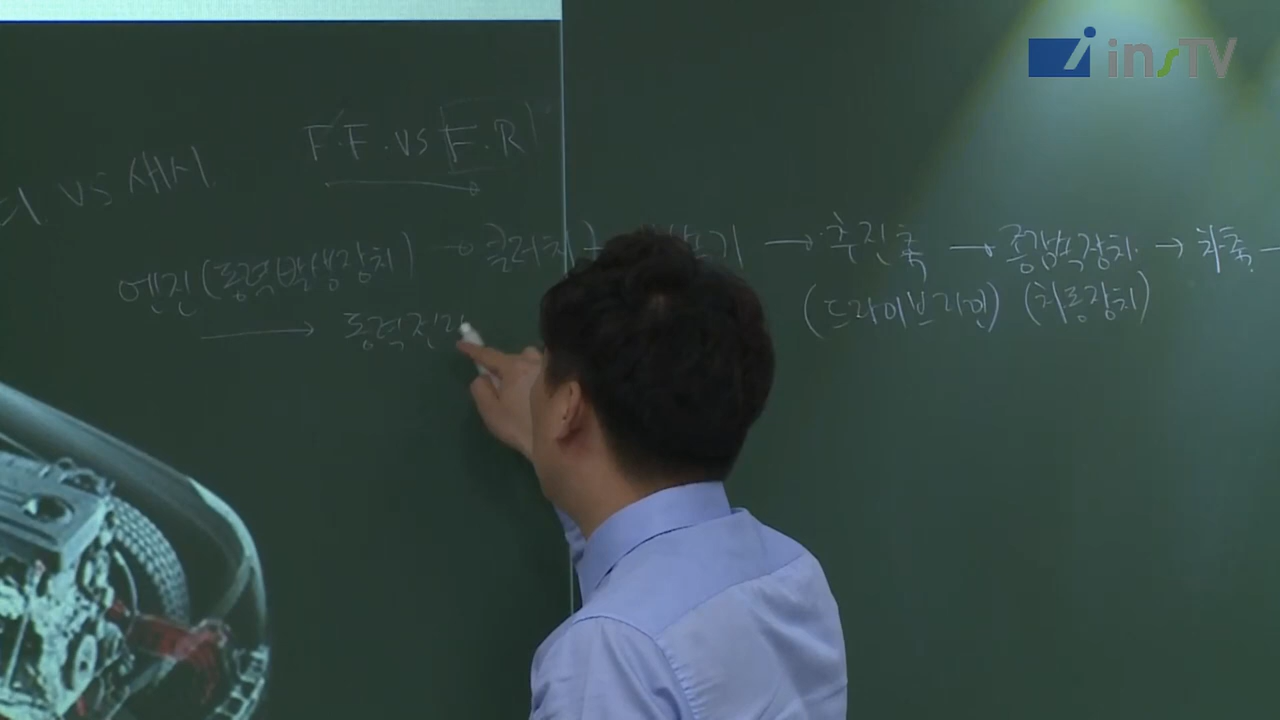 insTV
F.F. vs F.R
디 vs 섀시
엔진(동력발생장치) → 클러치 → 변속기 → 추진축 → 종감속장치 → 차축
(드라이브라인) (차동장치)
→ 동력전달